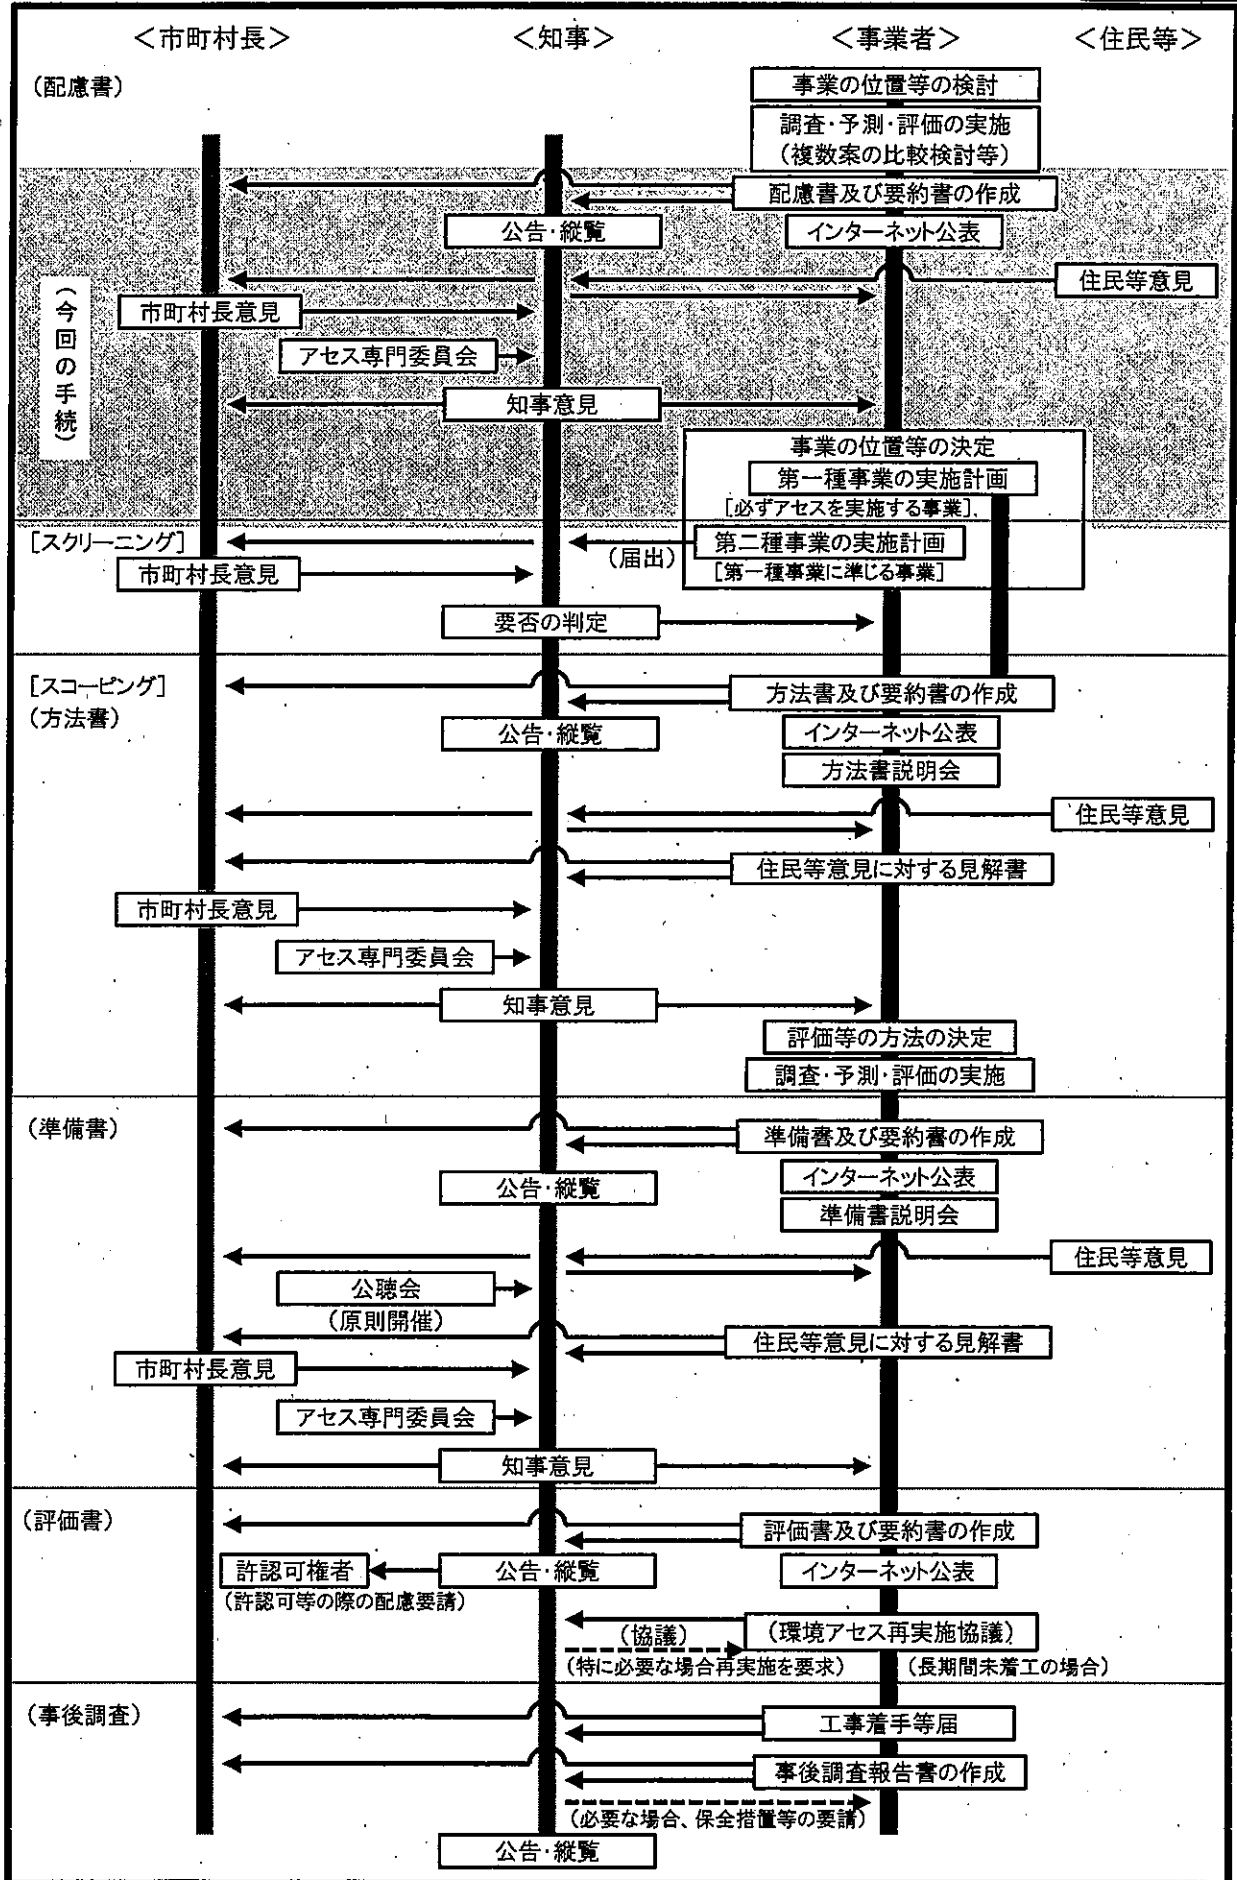 ＜市町村長＞ ＜知事＞ ＜事業者＞ ＜住民等＞
（配慮書）
事業の位置等の検討
調査・予測・評価の実施
（複数案の比較検討等）
配慮書及び要約書の作成
公告・縦覧 インターネット公表
（今回の手続）
住民等意見
市町村長意見
アセス専門委員会
知事意見
事業の位置等の決定
第一種事業の実施計画
［必ずアセスを実施する事業］
［スクリーニング］
（届出） 第二種事業の実施計画
［第一種事業に準じる事業］
市町村長意見
要否の判定
［スコーピング］
（方法書）
方法書及び要約書の作成
公告・縦覧 インターネット公表
方法書説明会
住民等意見
住民等意見に対する見解書
市町村長意見
アセス専門委員会
知事意見
評価等の方法の決定
調査・予測・評価の実施
（準備書）
準備書及び要約書の作成
公告・縦覧 インターネット公表
準備書説明会
住民等意見
公聴会
（原則開催）
住民等意見に対する見解書
市町村長意見
アセス専門委員会
知事意見
（評価書）
評価書及び要約書の作成
許認可権者 公告・縦覧 インターネット公表
（許認可等の際の配慮要請）
（協議） （環境アセス再実施協議）
（特に必要な場合再実施を要求） （長期間未着工の場合）
（事後調査）
工事着手等届
事後調査報告書の作成
（必要な場合、保全措置等の要請）
公告・縦覧